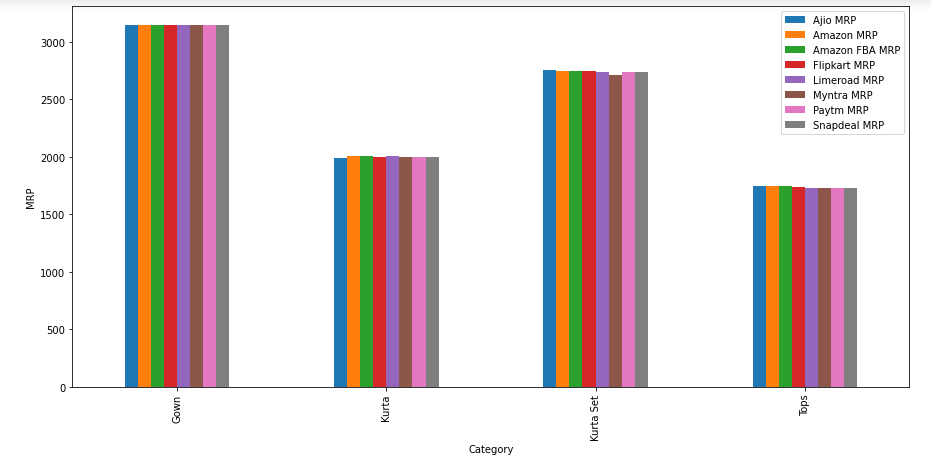 Ajio MRP
Amazon MRP
Amazon FBA MRP
Flipkart MRP
Limeroad MRP
Myntra MRP
Paytm MRP
Snapdeal MRP
MRP
3000
2500
2000
1500
1000
500
0
Gown
Kurta
Kurta Set
Tops
Category